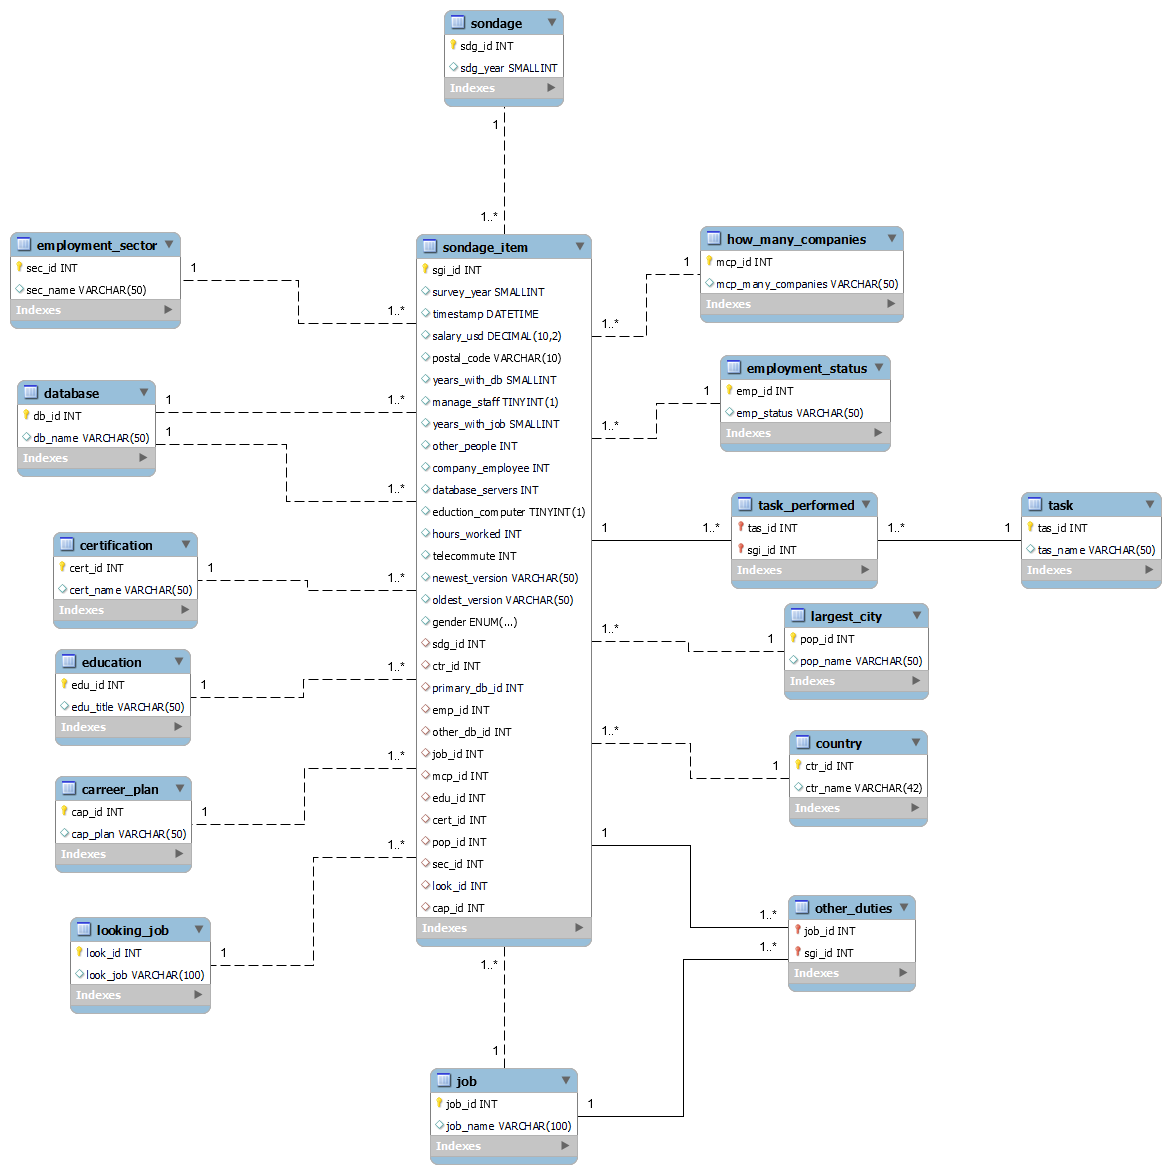 sondage
sdg_id INT
sdg_year SMALLINT
Indexes
1
1..*
employment_sector
sec_id INT
sec_name VARCHAR(50)
Indexes
1
1..*
database
db_id INT
db_name VARCHAR(50)
Indexes
1
1..*
1
1..*
certification
cert_id INT
cert_name VARCHAR(50)
Indexes
1
1..*
education
edu_id INT
edu_title VARCHAR(50)
Indexes
1
1..*
carreer_plan
cap_id INT
cap_plan VARCHAR(50)
Indexes
1
1..*
looking_job
look_id INT
look_job VARCHAR(100)
Indexes
1
1..*
sondage_item
sgi_id INT
survey_year SMALLINT
timestamp DATETIME
salary_usd DECIMAL(10,2)
postal_code VARCHAR(10)
years_with_db SMALLINT
manage_staff TINYINT(1)
years_with_job SMALLINT
other_people INT
company_employee INT
database_servers INT
eduction_computer TINYINT(1)
hours_worked INT
telecommute INT
newest_version VARCHAR(50)
oldest_version VARCHAR(50)
gender ENUM(...)
sdg_id INT
ctr_id INT
primary_db_id INT
emp_id INT
other_db_id INT
job_id INT
mcp_id INT
edu_id INT
cert_id INT
pop_id INT
sec_id INT
look_id INT
cap_id INT
Indexes
how_many_companies
mcp_id INT
mcp_many_companies VARCHAR(50)
Indexes
1
1..*
employment_status
emp_id INT
emp_status VARCHAR(50)
Indexes
1
1..*
task_performed
tas_id INT
sgi_id INT
Indexes
1
1..*
1..*
1
task
tas_id INT
tas_name VARCHAR(50)
Indexes
largest_city
pop_id INT
pop_name VARCHAR(50)
Indexes
1..*
1
country
ctr_id INT
ctr_name VARCHAR(42)
Indexes
1..*
1
other_duties
job_id INT
sgi_id INT
Indexes
1
1..*
1..*
1
1..*
1
job
job_id INT
job_name VARCHAR(100)
Indexes